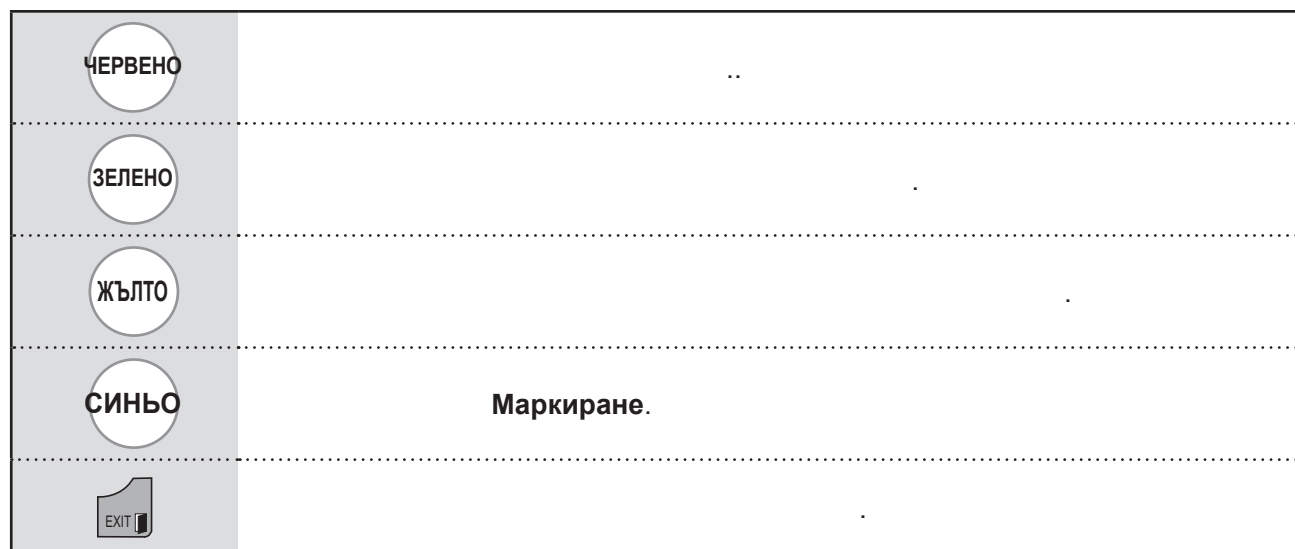 ЧЕРВЕНО ..
ЗЕЛЕНО .
ЖЪЛТО .
СИНЬО Маркиране.
EXIT .